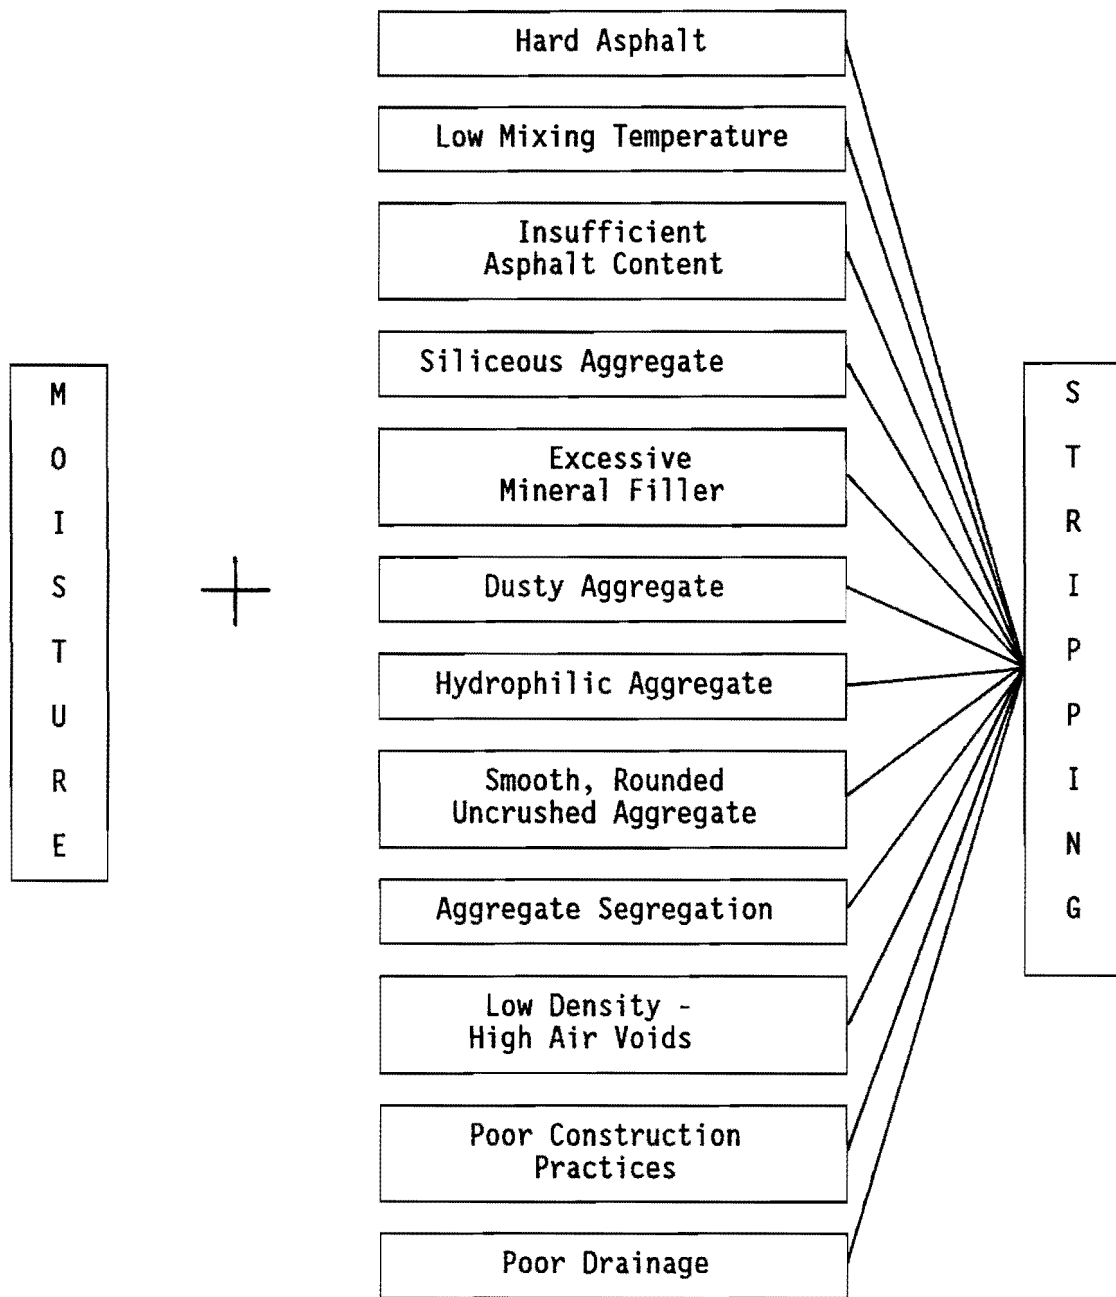 Hard Asphalt
Low Mixing Temperature
Insufficient
Asphalt Content
Siliceous Aggregate
Excessive
Mineral Filler
Dusty Aggregate
Hydrophilic Aggregate
Smooth, Rounded
Uncrushed Aggregate
Aggregate Segregation
Low Density -
High Air Voids
Poor Construction
Practices
Poor Drainage
M
O
I
S
T
U
R
E
+
S
T
R
I
P
P
I
N
G